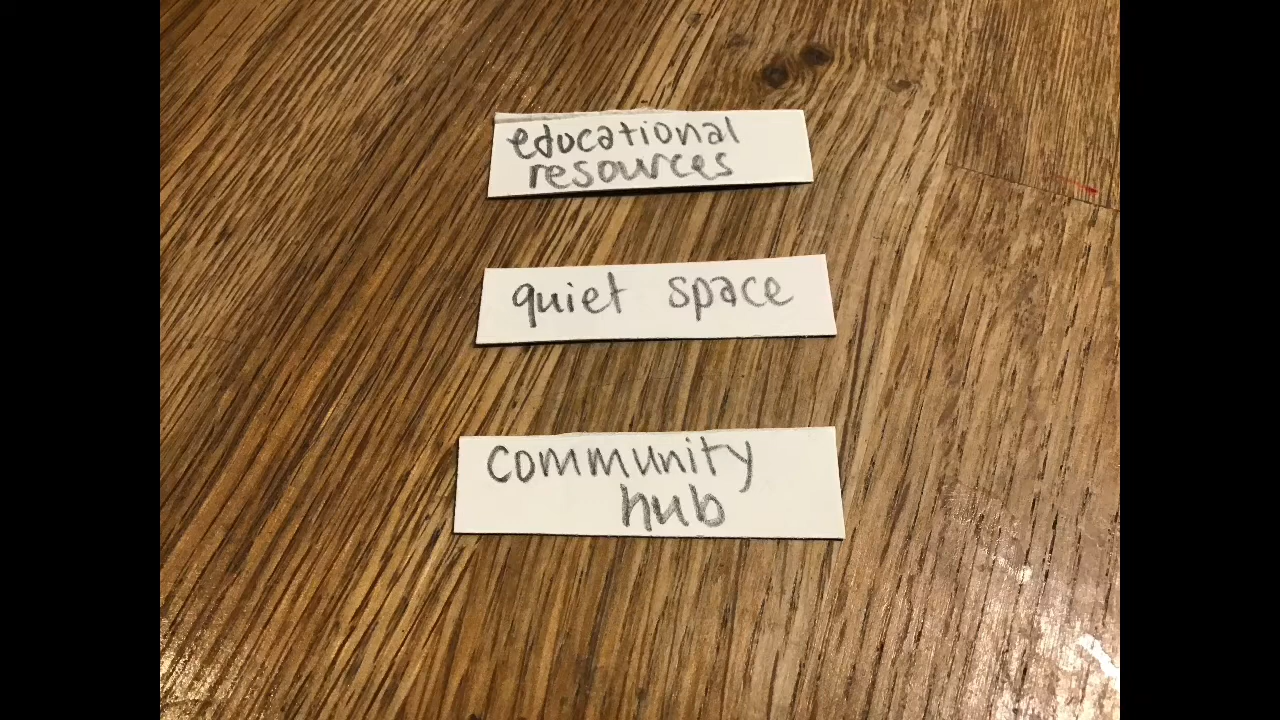 educational
resources
quiet space
community
hub